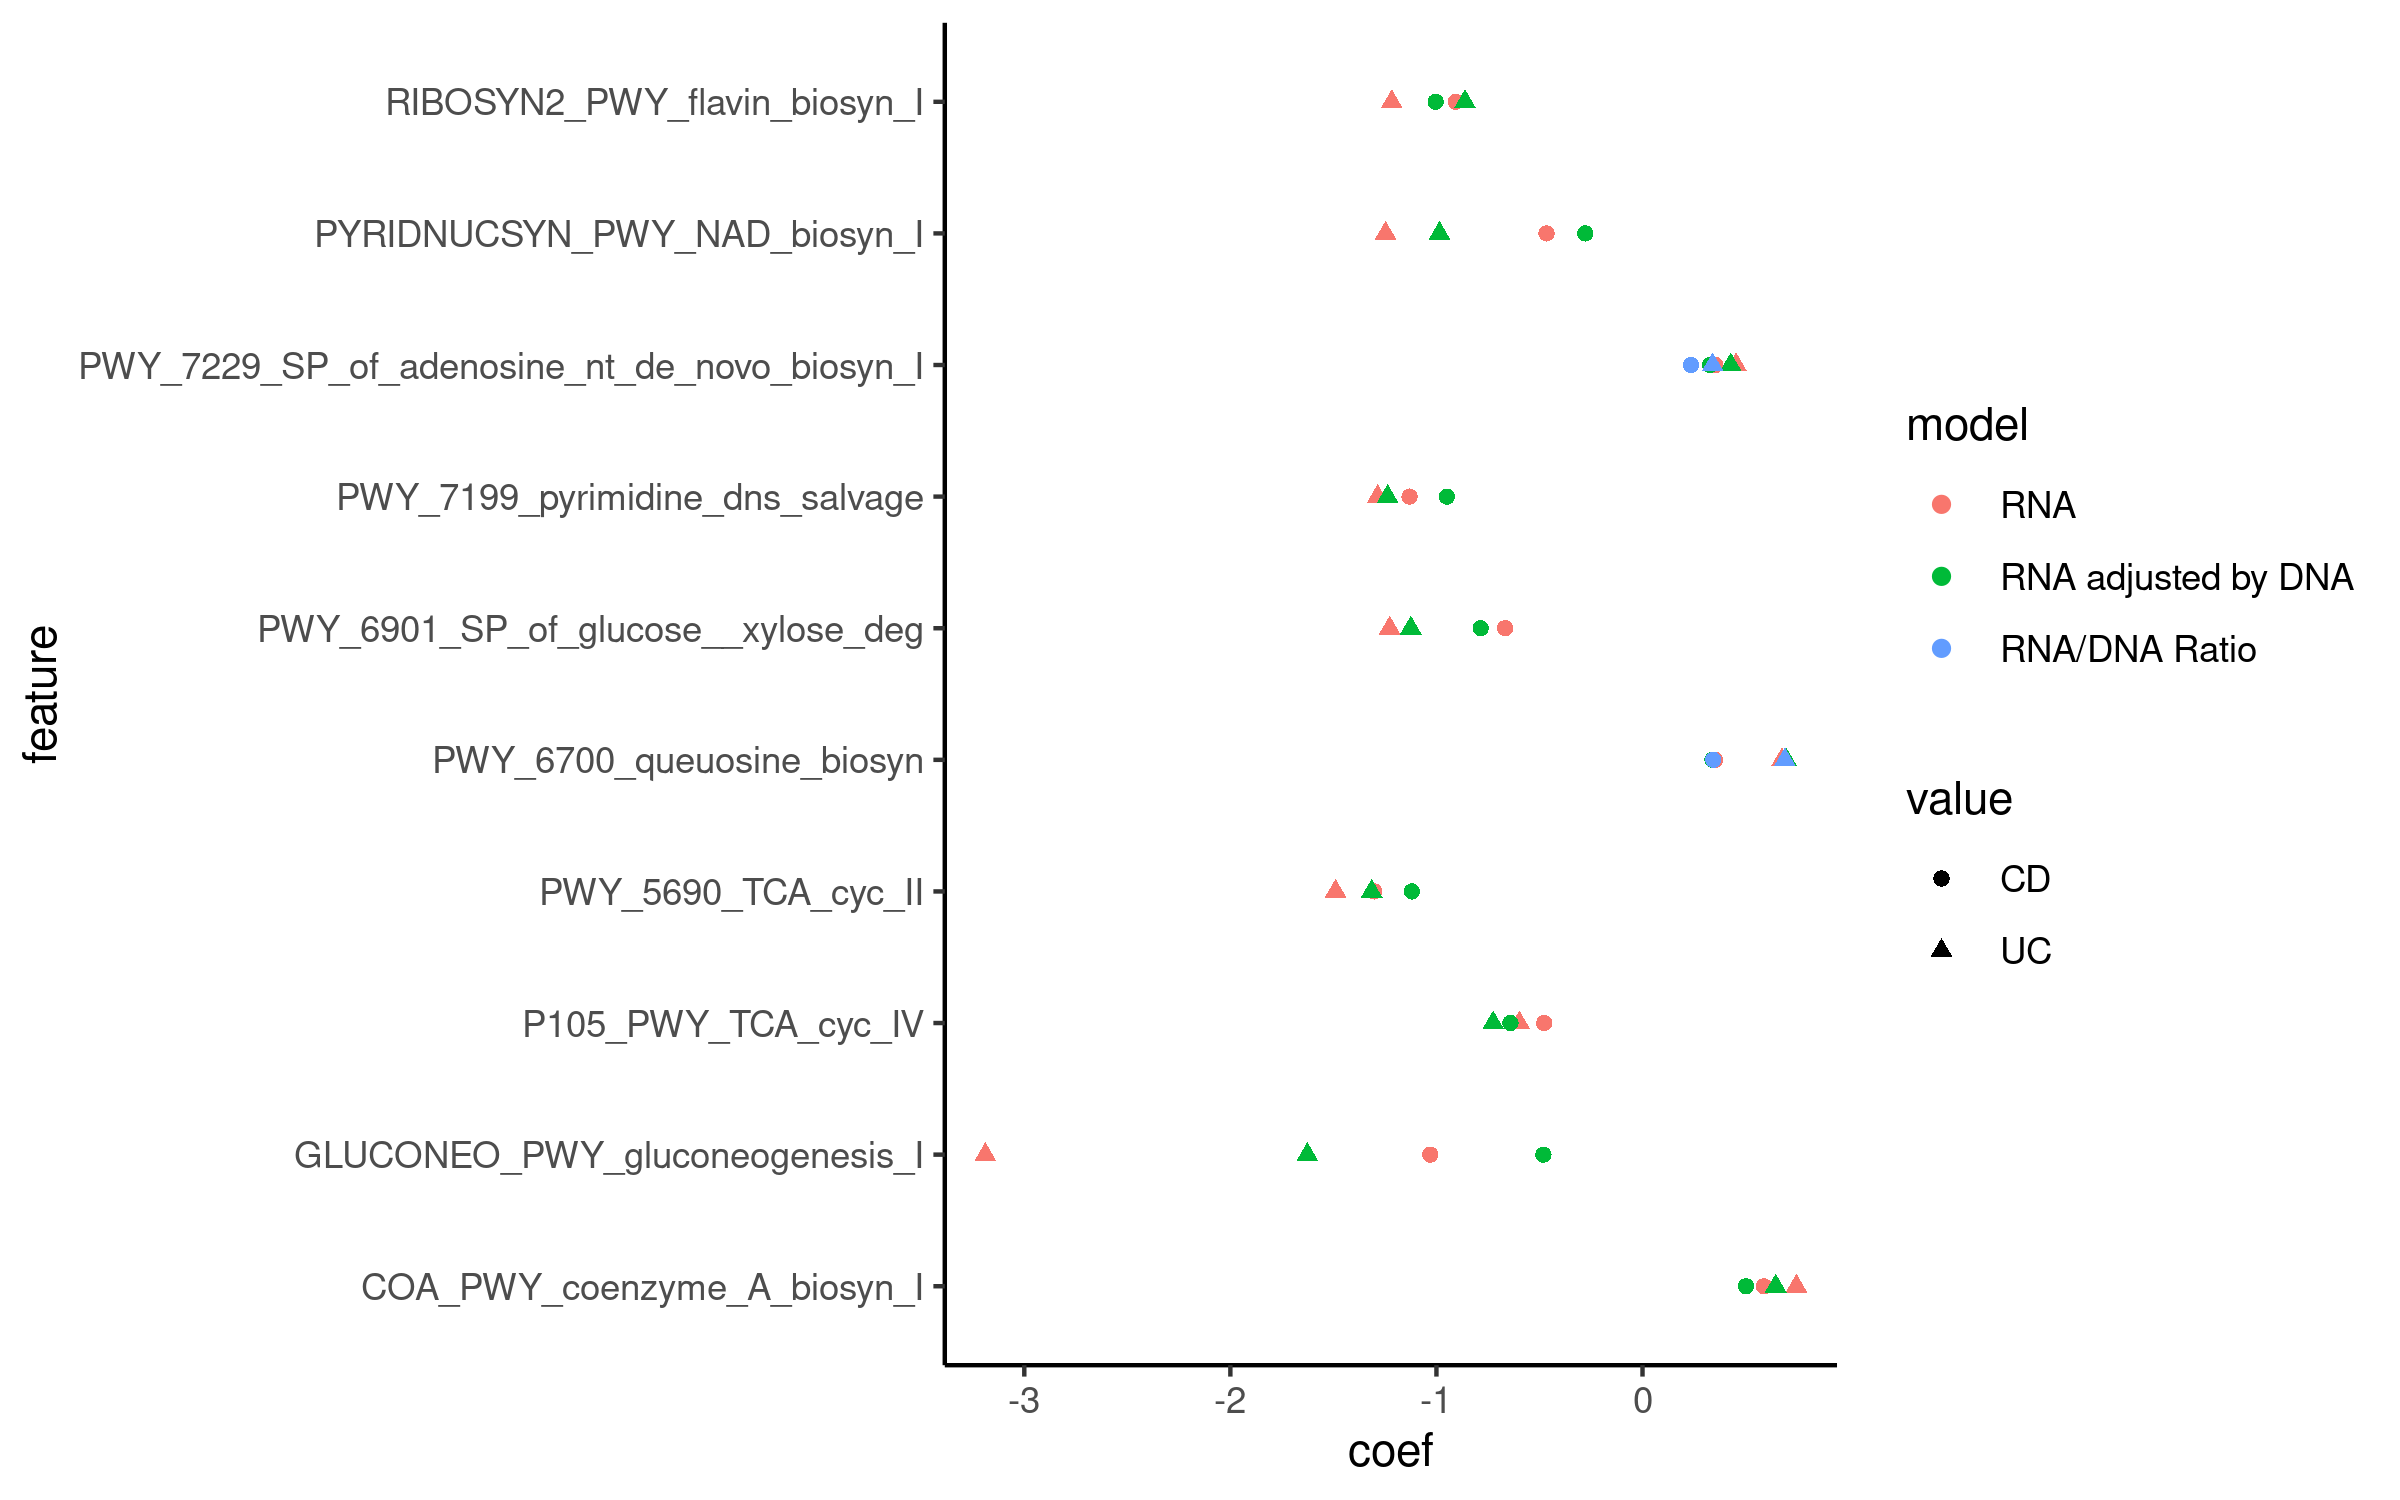 RIBOSYN2_PWY_flavin_biosyn_I
PYRIDNUCSYN_PWY_NAD_biosyn_I
PWY_7229_SP_of_adenosine_nt_de_novo_biosyn_I
PWY_7199_pyrimidine_dns_salvage
PWY_6901_SP_of_glucose__xylose_deg
PWY_6700_queuosine_biosyn
PWY_5690_TCA_cyc_II
P105_PWY_TCA_cyc_IV
GLUCONEO_PWY_gluconeogenesis_I
COA_PWY_coenzyme_A_biosyn_I
feature
-3 -2 -1 0
coef
model
RNA
RNA adjusted by DNA
RNA/DNA Ratio
value
CD
UC